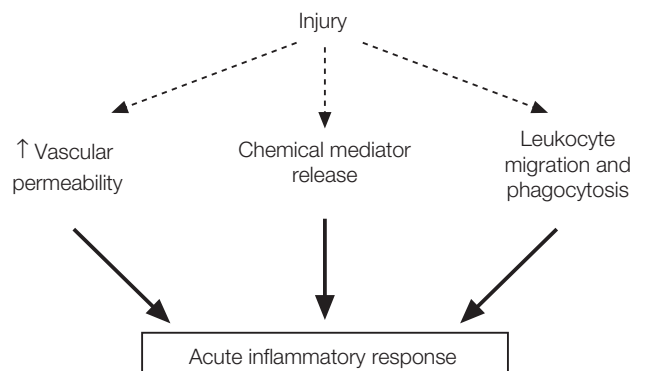 Injury
↑ Vascular
permeability
Chemical mediator
release
Leukocyte
migration and
phagocytosis
Acute inflammatory response